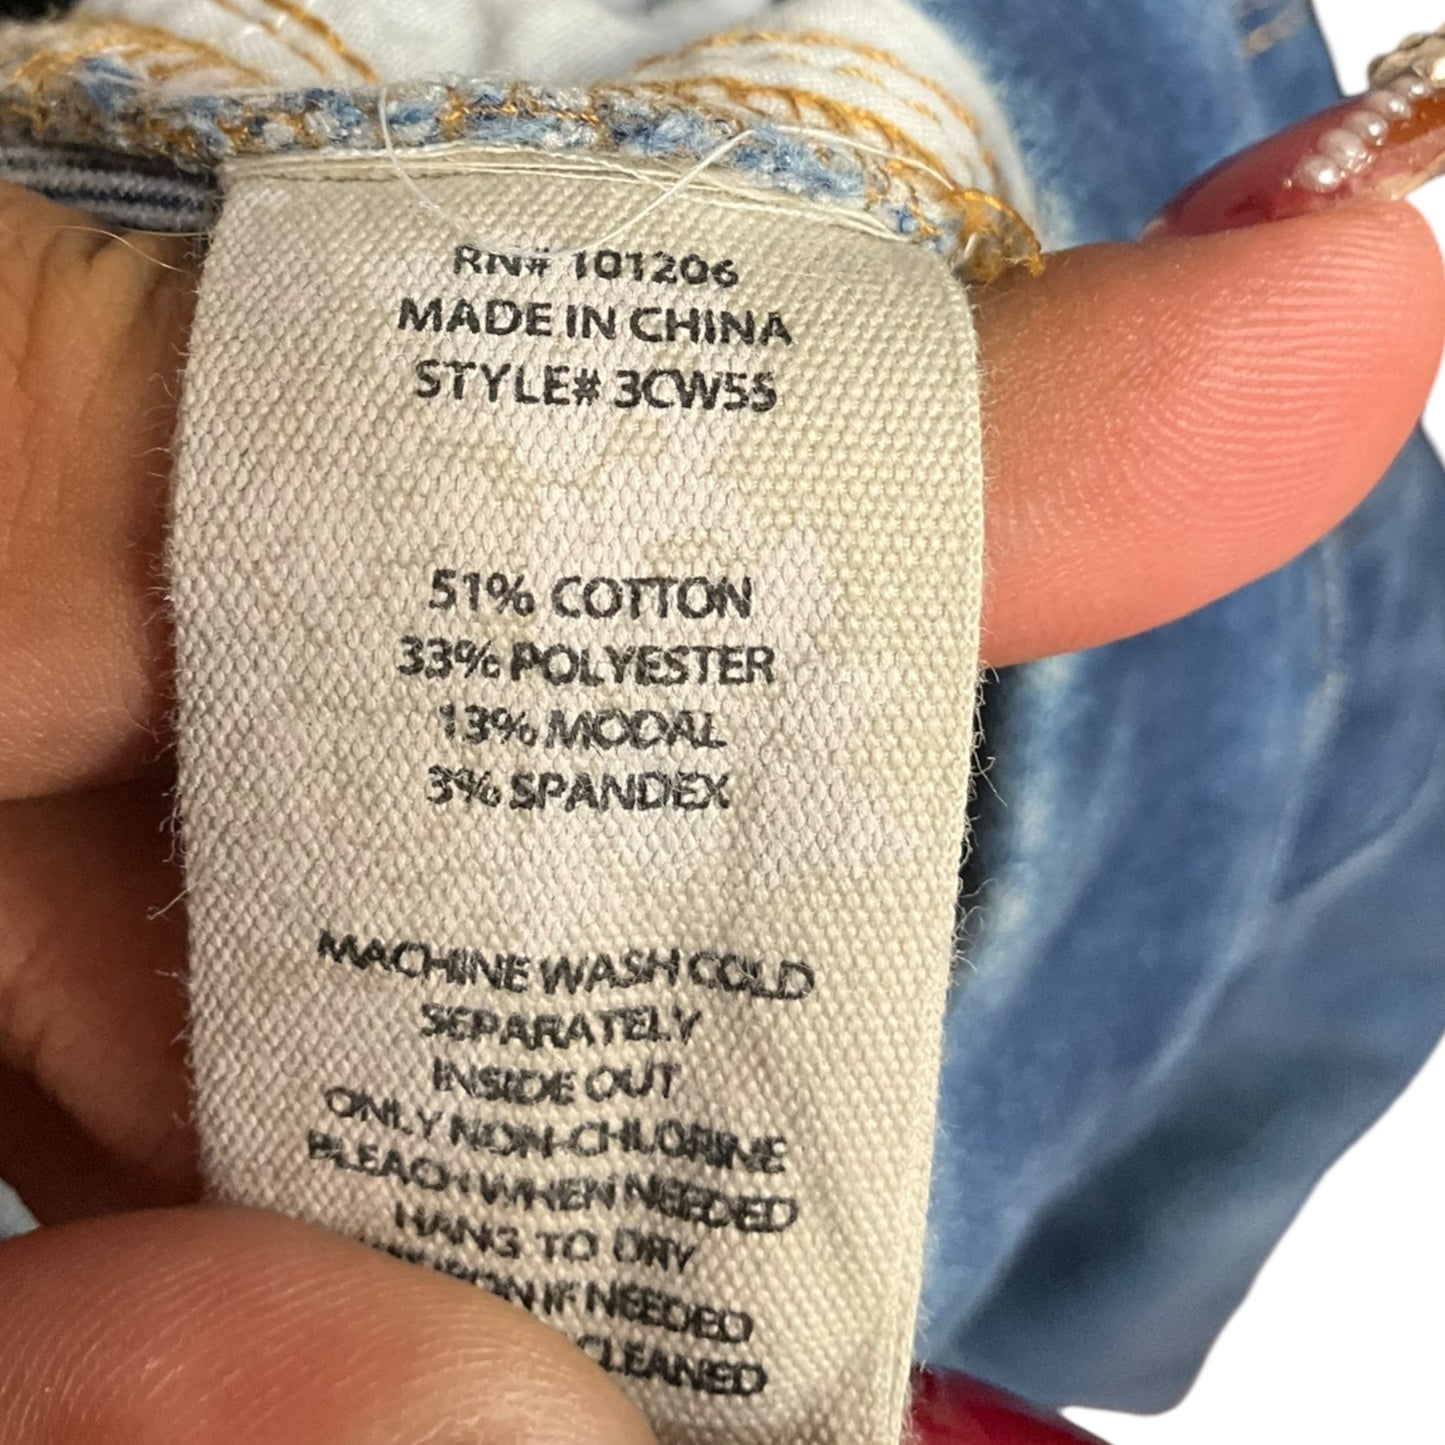 RN# 101206
MADE IN CHINA
STYLE# 3CW55
51% COTTON
33% POLYESTER
13% MODAL
3% SPANDEX
MACHINE WASH COLD
SEPARATELY
INSIDE OUT
ONLY NON-CHLORINE
BLEACH WHEN NEEDED
HANG TO DRY
IF NEEDED
CLEANED